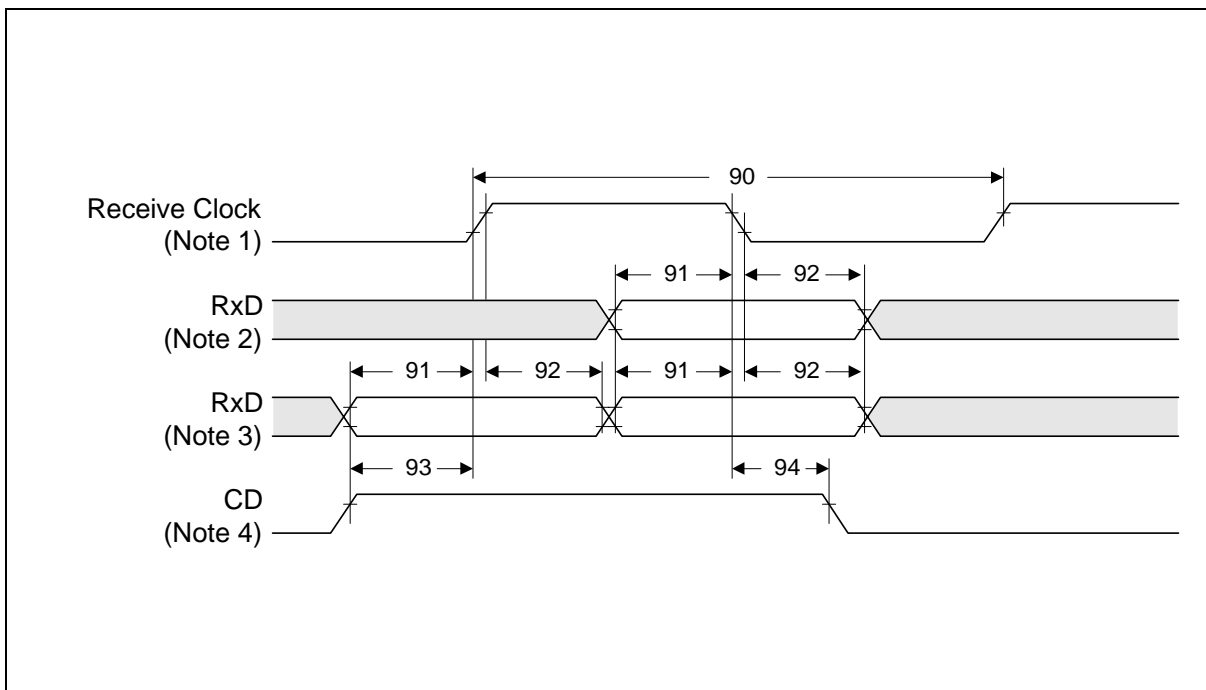 90
Receive Clock
(Note 1)
91 92
RxD
(Note 2)
91 92 91 92
RxD
(Note 3)
93 94
CD
(Note 4)